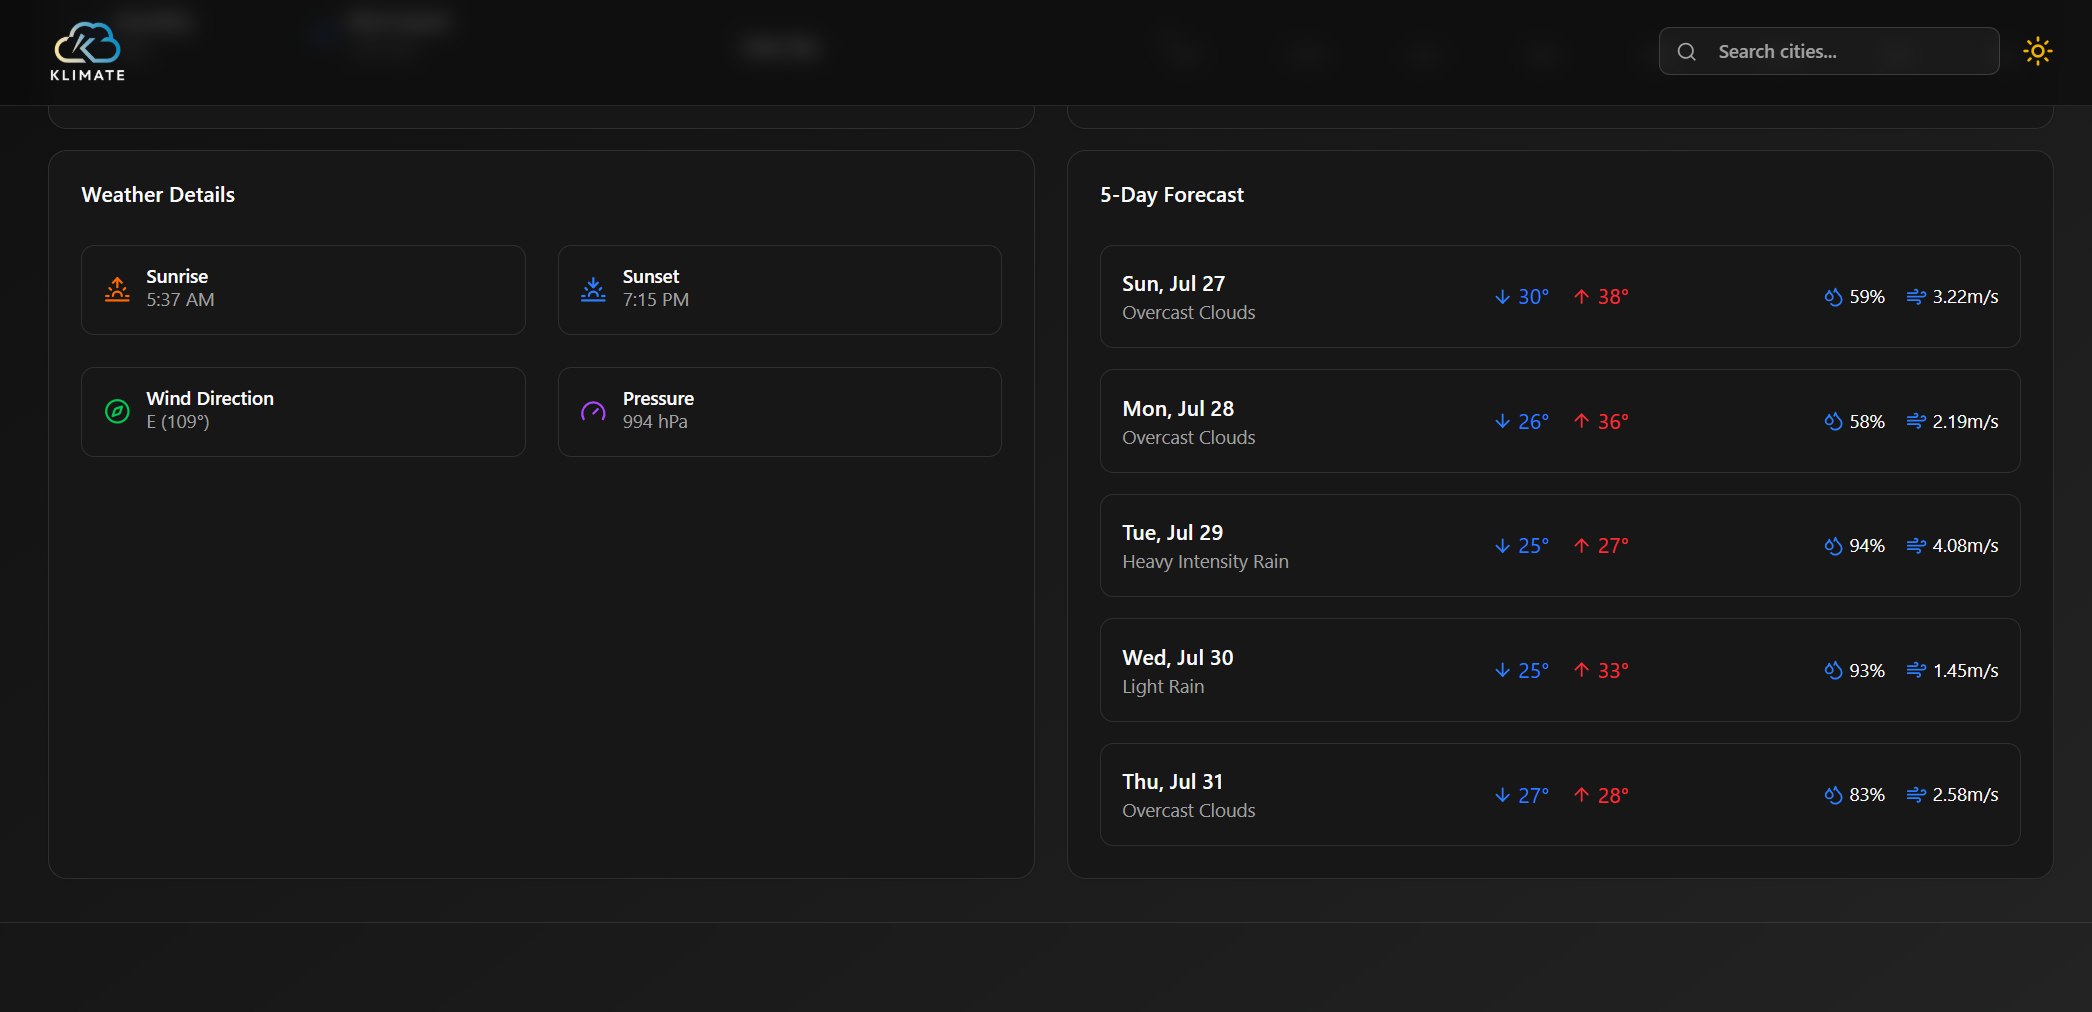 KLIMATE
Search cities...
Weather Details
Sunrise
5:37 AM
Sunset
7:15 PM
Wind Direction
E (109°)
Pressure
994 hPa
5-Day Forecast
Sun, Jul 27
Overcast Clouds
30° 38° 59% 3.22m/s
Mon, Jul 28
Overcast Clouds
26° 36° 58% 2.19m/s
Tue, Jul 29
Heavy Intensity Rain
25° 27° 94% 4.08m/s
Wed, Jul 30
Light Rain
25° 33° 93% 1.45m/s
Thu, Jul 31
Overcast Clouds
27° 28° 83% 2.58m/s